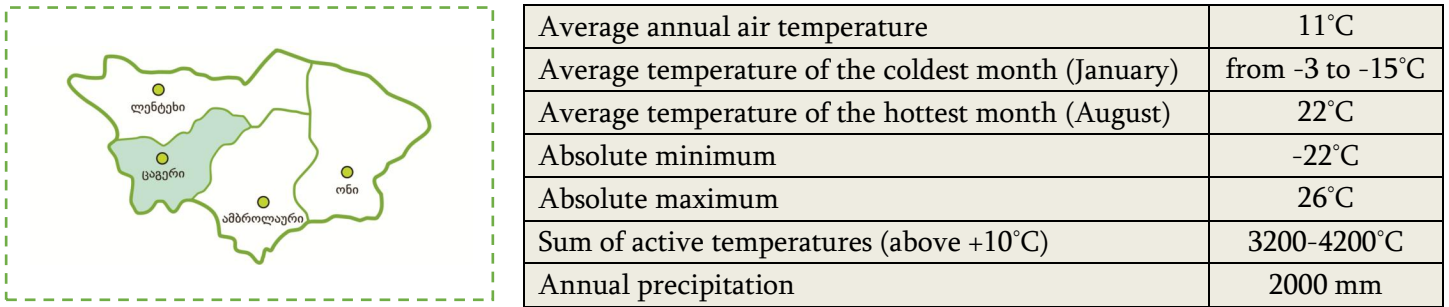 ლენტეხი
ცაგერი
ონი
ამბროლაური
Average annual air temperature 11˚C
Average temperature of the coldest month (January) from -3 to -15˚C
Average temperature of the hottest month (August) 22˚C
Absolute minimum -22˚C
Absolute maximum 26˚C
Sum of active temperatures (above +10˚C) 3200-4200˚C
Annual precipitation 2000 mm